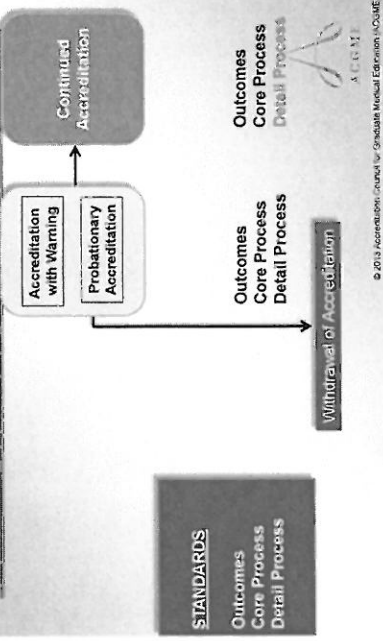 Accreditation
with Warning
Probationary
Accreditation
Continued
Accreditation
STANDARDS
Outcomes
Core Process
Detail Process
Outcomes
Core Process
Detail Process
Outcomes
Core Process
Detail Process
Withdrawal of Accreditation
ACGME
© 2013 Accreditation Council for Graduate Medical Education (ACGME